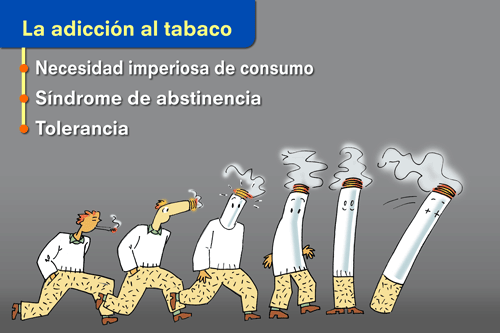 La adicción al tabaco
Necesidad imperiosa de consumo
Síndrome de abstinencia
Tolerancia